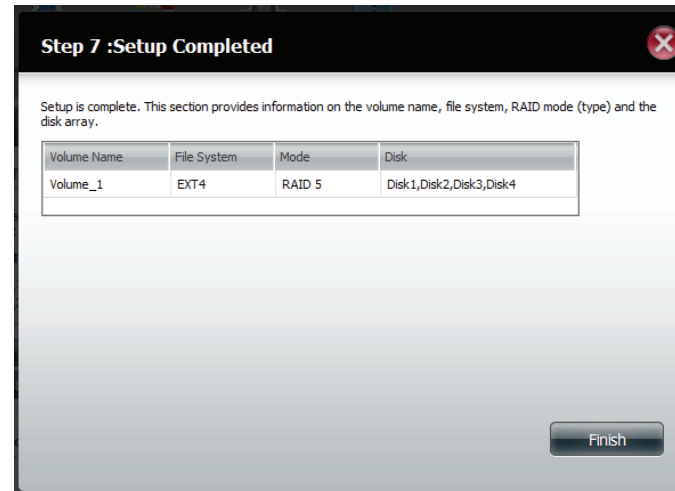 Step 7 :Setup Completed
Setup is complete. This section provides information on the volume name, file system, RAID mode (type) and the
disk array.
Volume Name File System Mode Disk
Volume_1 EXT4 RAID 5 Disk1,Disk2,Disk3,Disk4
Finish